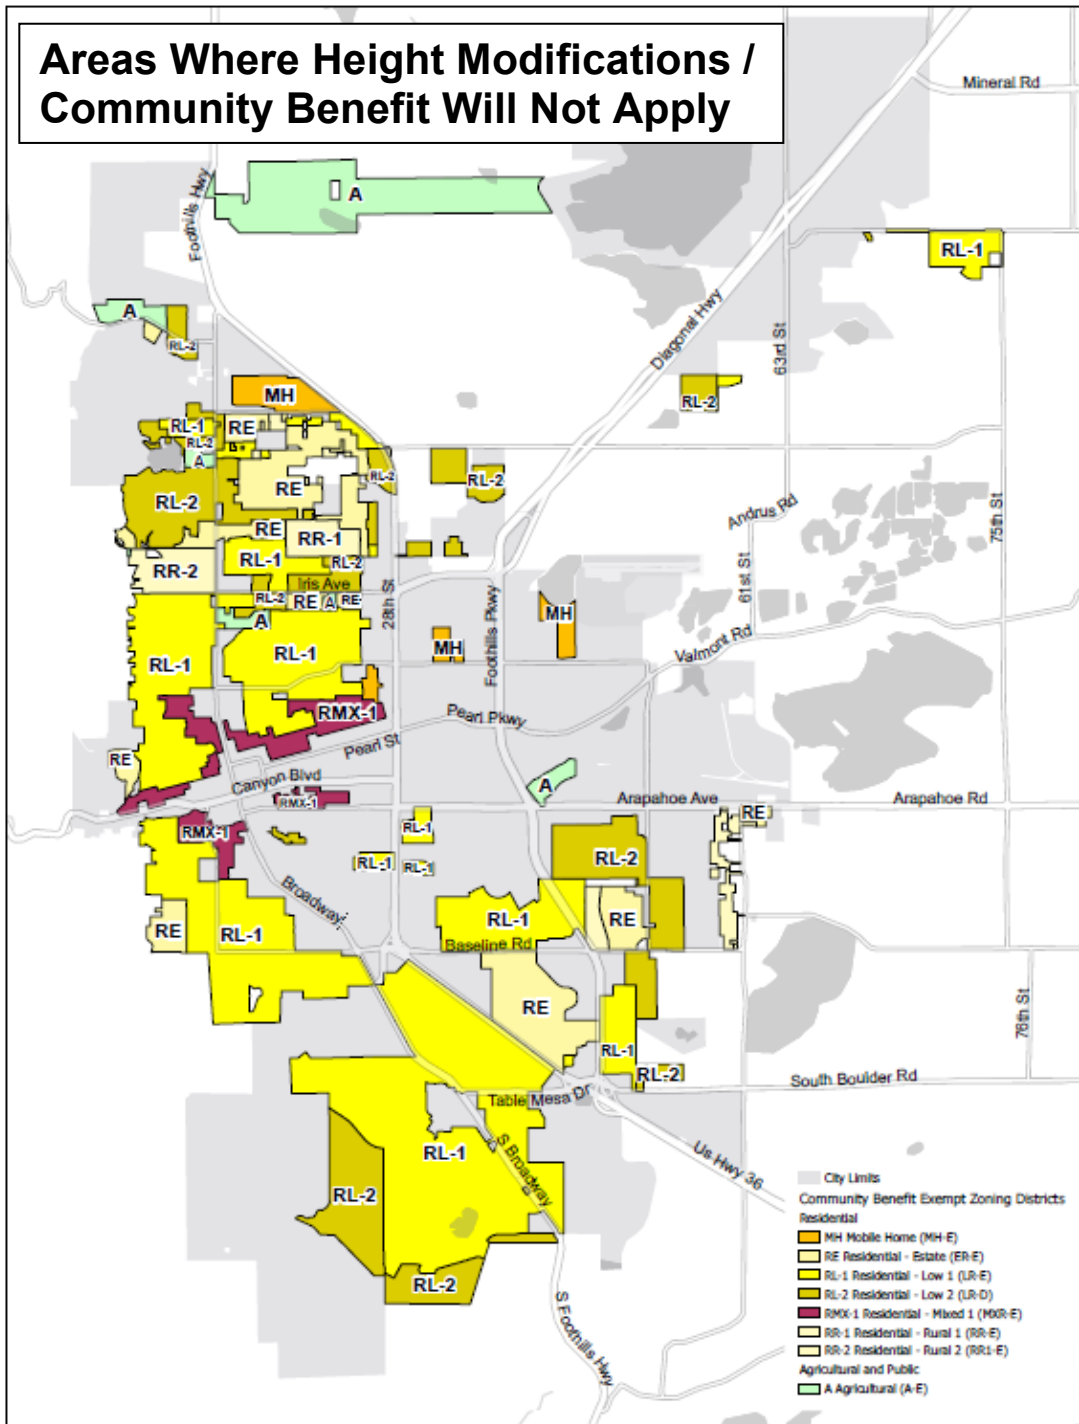 Areas Where Height Modifications /
Community Benefit Will Not Apply
Mineral Rd
Foothills Hwy
A
RL-1
Diagonal Hwy
63rd St
A
RL-2
MH
RL-2
RL-1
RE
RL-2
A
RL-2
RL-2
RE
RL-2
Andrus Rd
75th St
RE
RR-1
RL-1
RL-2
RR-2
Iris Ave
61st St
RL-2
RE
A
RE
28th St
Foothills Pkwy
MH
A
MH
Valmont Rd
RL-1
RL-1
RMX-1
Pearl Pkwy
Pearl St
RE
Canyon Blvd
A
RMX-1
Arapahoe Ave
Arapahoe Rd
RE
RMX-1
RL-1
RL-1
RL-1
RL-2
Broadway
RE
RL-1
RL-1
RE
Baseline Rd
RE
76th St
RL-1
RL-2
South Boulder Rd
Table Mesa Dr
RL-1
S Broadway
Us Hwy 36
RL-2
RL-2
S Foothills Hwy
City Limits
Community Benefit Exempt Zoning Districts
Residential
MH Mobile Home (MH-E)
RE Residential - Estate (ER-E)
RL-1 Residential - Low 1 (LR-E)
RL-2 Residential - Low 2 (LR-D)
RMX-1 Residential - Mixed 1 (MXR-E)
RR-1 Residential - Rural 1 (RR-E)
RR-2 Residential - Rural 2 (RR1-E)
Agricultural and Public
A Agricultural (A-E)